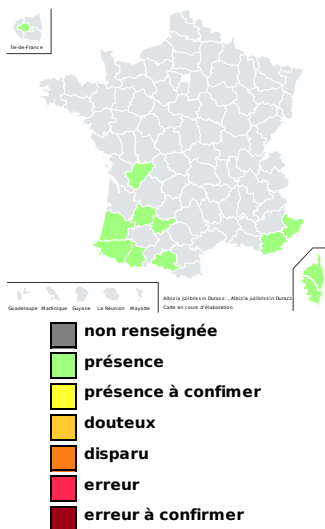 Île-de-France
Guadeloupe Martinique Guyane La Réunion Mayotte
Albizia julibrissin Durazz. , Albizia julibrissin Durazz
Carte en cours d'élaboration.
non renseignée
présence
présence à confimer
douteux
disparu
erreur
erreur à confirmer